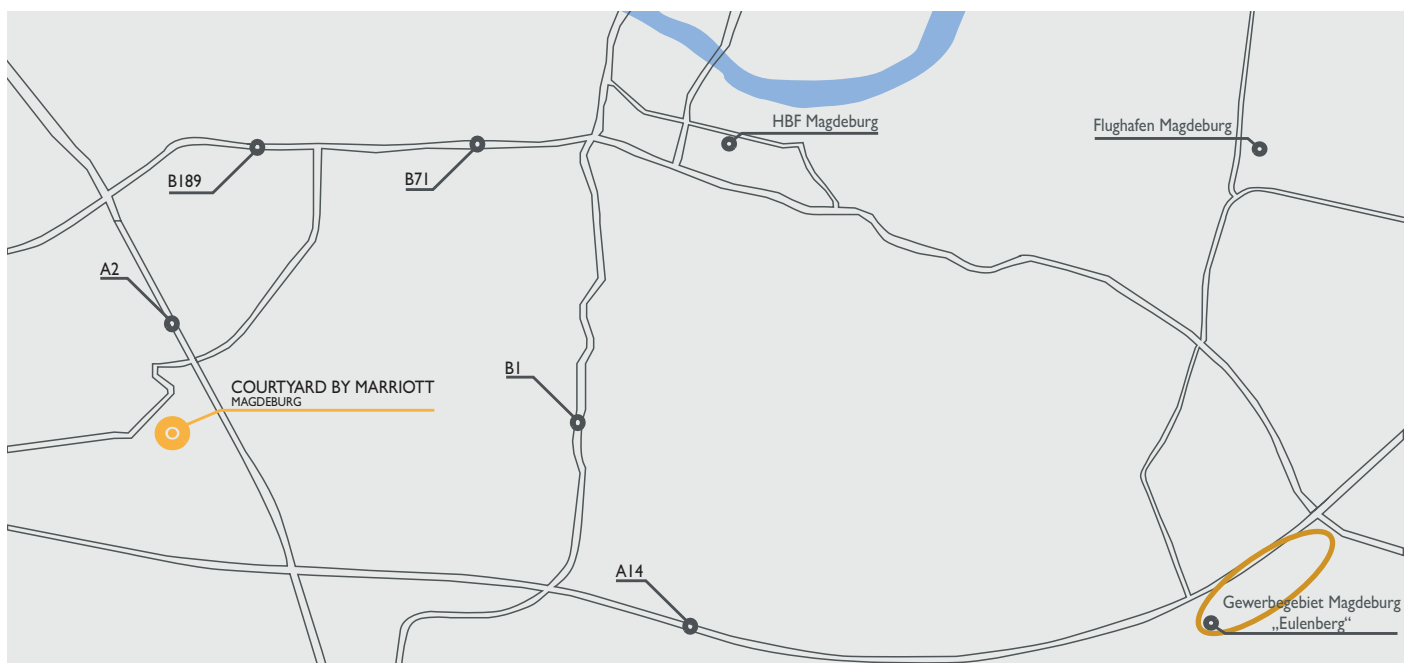 HBF Magdeburg
Flughafen Magdeburg
B189
B71
A2
COURTYARD BY MARRIOTT
MAGDEBURG
B1
A14
Gewerbegebiet Magdeburg
„Eulenberg“